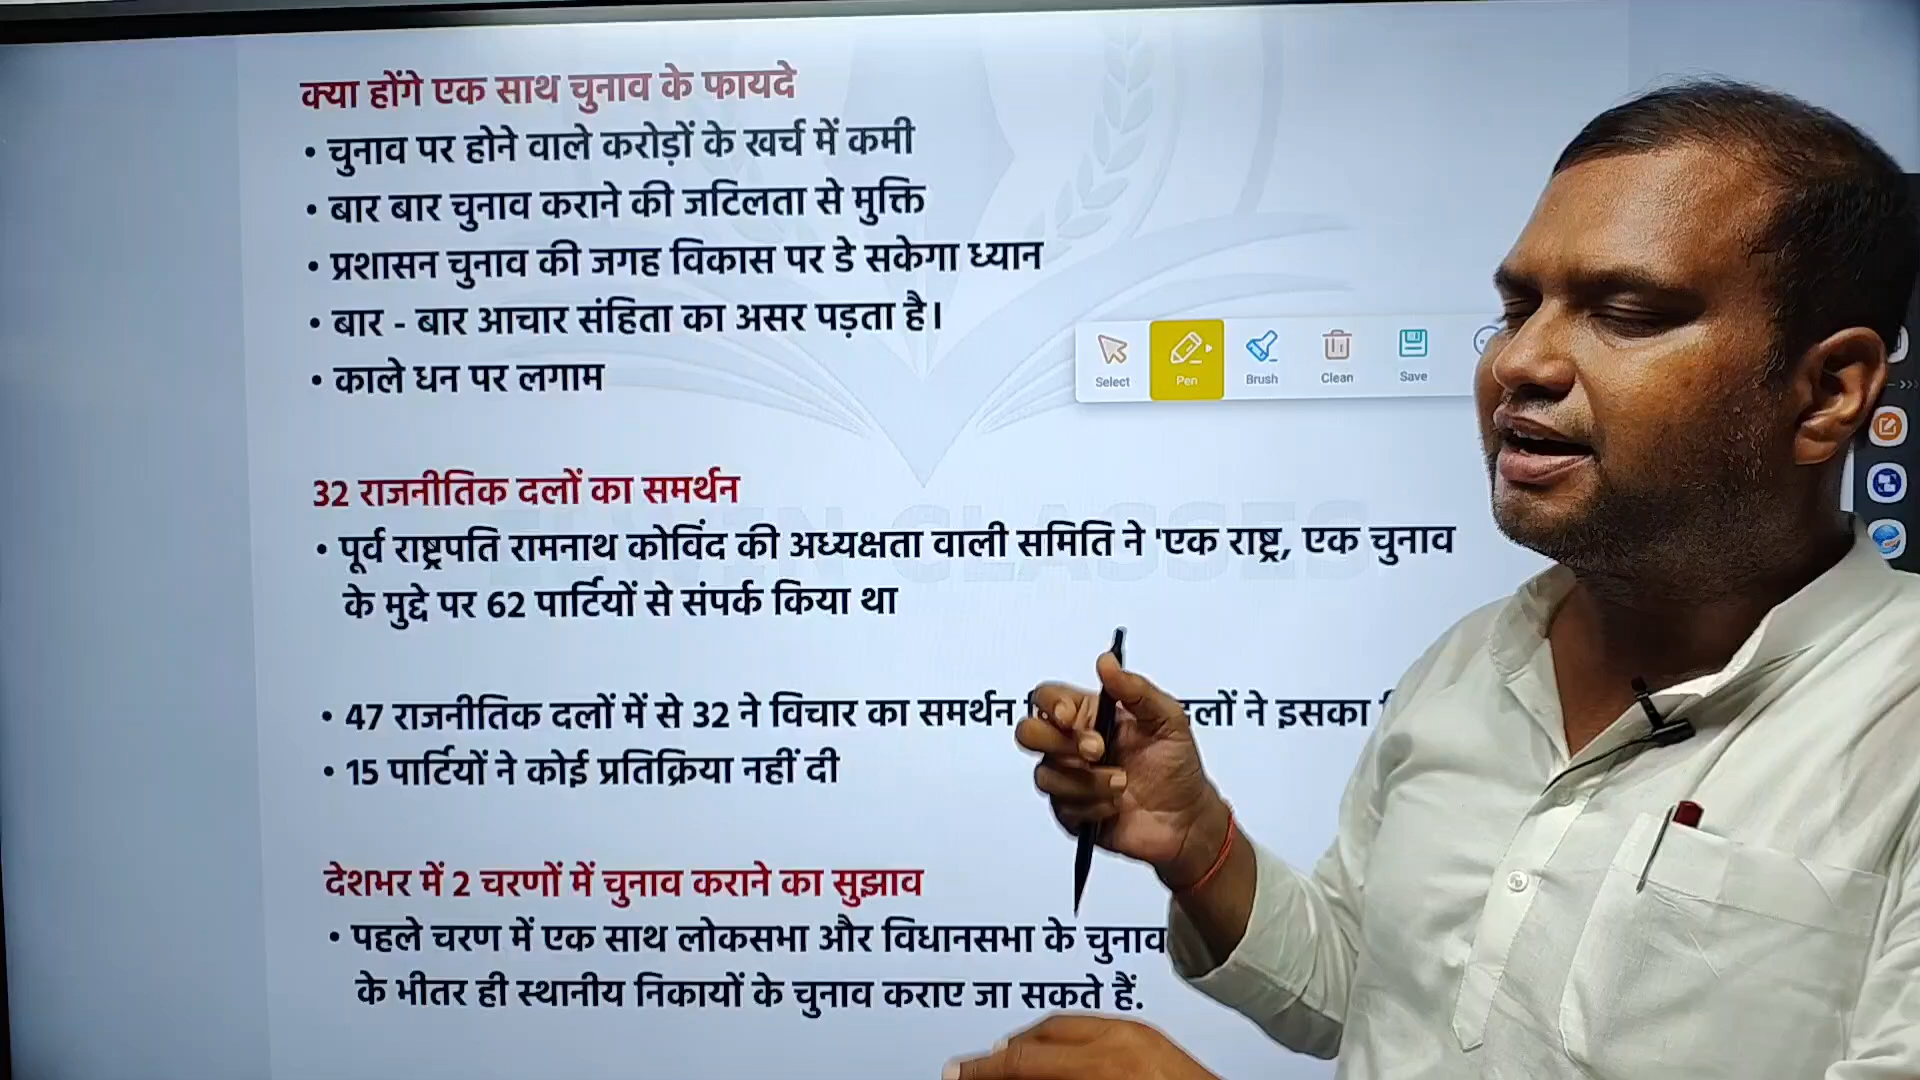 क्या होंगे एक साथ चुनाव के फायदे
• चुनाव पर होने वाले करोड़ों के खर्च में कमी
• बार बार चुनाव कराने की जटिलता से मुक्ति
• प्रशासन चुनाव की जगह विकास पर डे सकेगा ध्यान
• बार - बार आचार संहिता का असर पड़ता है।
Select Pen Brush Clean Save
• काले धन पर लगाम
32 राजनीतिक दलों का समर्थन
• पूर्व राष्ट्रपति रामनाथ कोविंद की अध्यक्षता वाली समिति ने 'एक राष्ट्र, एक चुनाव
के मुद्दे पर 62 पार्टियों से संपर्क किया था
• 47 राजनीतिक दलों में से 32 ने विचार का समर्थन ने इसका
• 15 पार्टियों ने कोई प्रतिक्रिया नहीं दी
देशभर में 2 चरणों में चुनाव कराने का सुझाव
• पहले चरण में एक साथ लोकसभा और विधानसभा के चुनाव
के भीतर ही स्थानीय निकायों के चुनाव कराए जा सकते हैं.
CLASSES